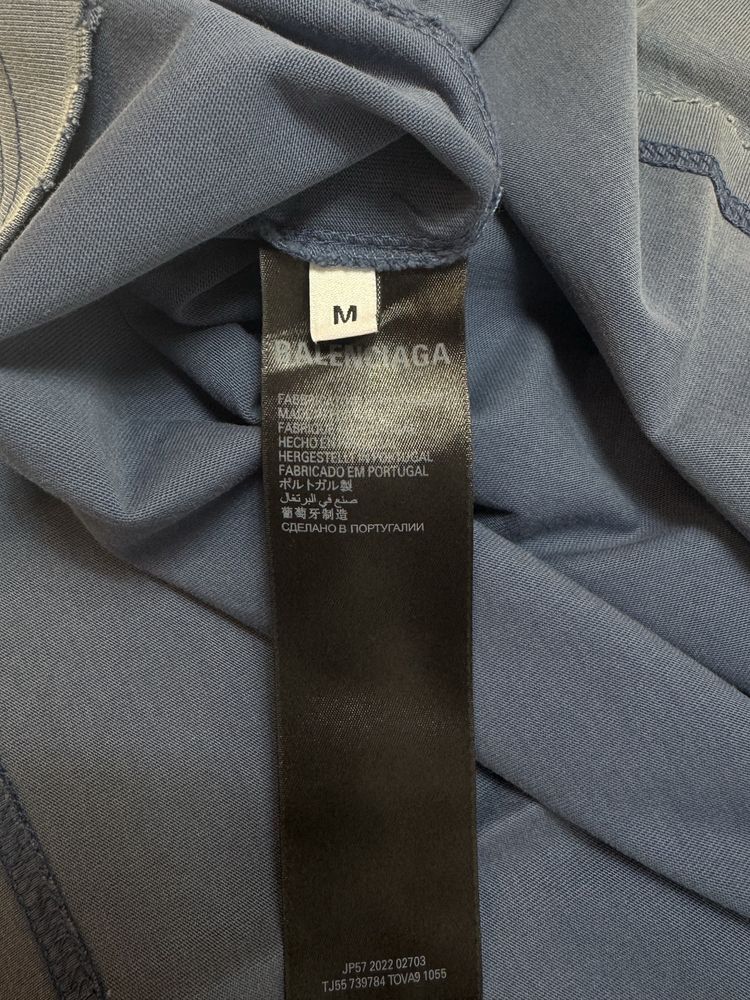 M
BALENCIAGA
MADE
HECHO EN
HERGESTELLT IN PORTUGAL
FABRICADO EM PORTUGAL
ポルトガル製
صنع في البرتغال
葡萄牙制造
СДЕЛАНО В ПОРТУГАЛИИ
JP57 2022 02703
TJ55 739784 TOVA9 1055